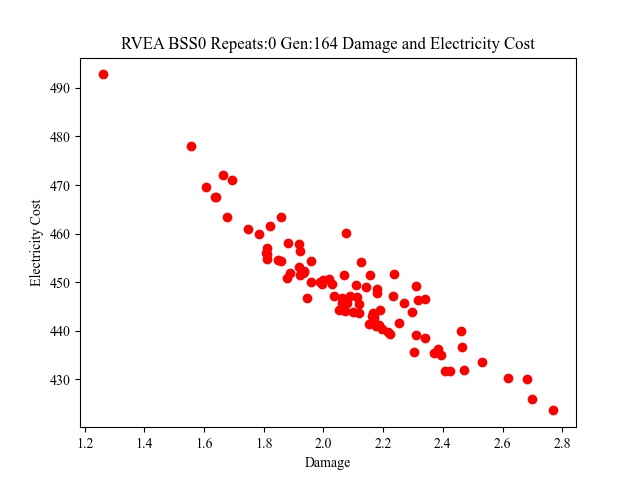 RVEA BSS0 Repeats:0 Gen:164 Damage and Electricity Cost
490
480
470
460
450
440
430
Electricity Cost
1.2 1.4 1.6 1.8 2.0 2.2 2.4 2.6 2.8
Damage